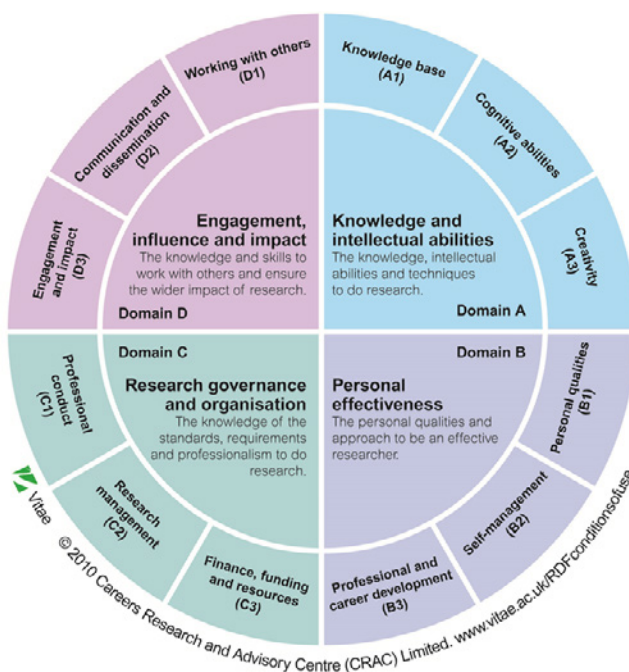 Working with others
(D1)
Knowledge base
(A1)
Communication and
dissemination
(D2)
Cognitive abilities
(A2)
Engagement
and impact
(D3)
Creativity
(A3)
Engagement,
influence and impact
The knowledge and skills to
work with others and ensure
the wider impact of research.
Domain D
Knowledge and
intellectual abilities
The knowledge, intellectual
abilities and techniques
to do research.
Domain A
Domain C
Research governance
and organisation
The knowledge of the
standards, requirements
and professionalism to do
research.
Domain B
Personal
effectiveness
The personal qualities and
approach to be an effective
researcher.
Professional
conduct
(C1)
Personal qualities
(B1)
Research
management
(C2)
Self-management
(B2)
Finance, funding
and resources
(C3)
Professional and
career development
(B3)
Vitae
© 2010 Careers Research and Advisory Centre (CRAC) Limited. www.vitae.ac.uk/RDFconditionsofuse